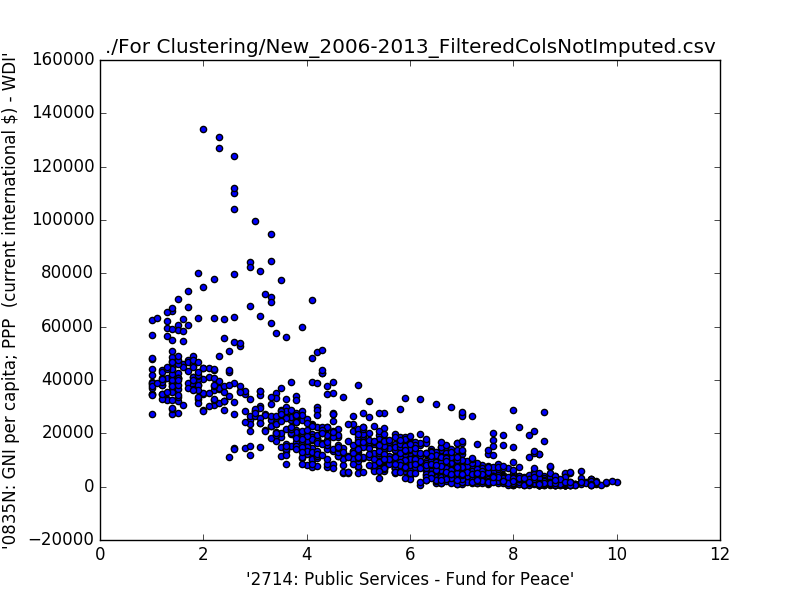 ./For Clustering/New_2006-2013_FilteredColsNotImputed.csv
'0835N: GNI per capita; PPP  (current international $) - WDI'
160000
140000
120000
100000
80000
60000
40000
20000
0
−20000
0 2 4 6 8 10 12
'2714: Public Services - Fund for Peace'